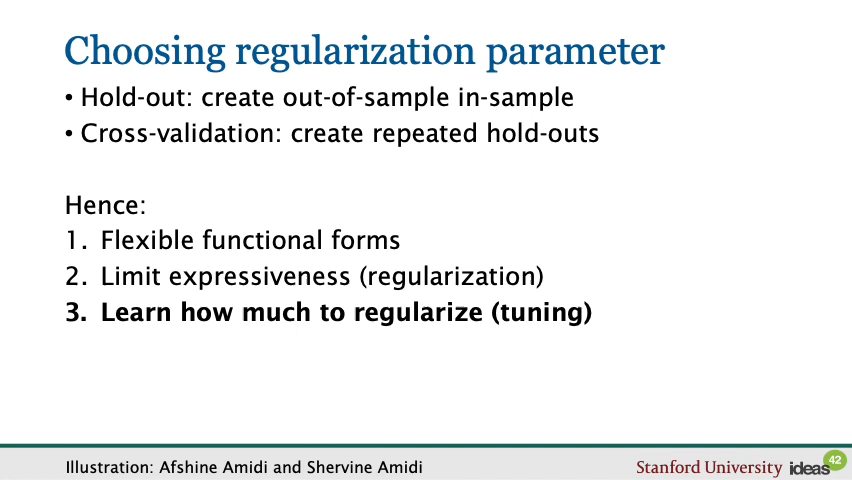 Choosing regularization parameter
• Hold-out: create out-of-sample in-sample
• Cross-validation: create repeated hold-outs
Hence:
1. Flexible functional forms
2. Limit expressiveness (regularization)
3. Learn how much to regularize (tuning)
Illustration: Afshine Amidi and Shervine Amidi
Stanford University ideas 42